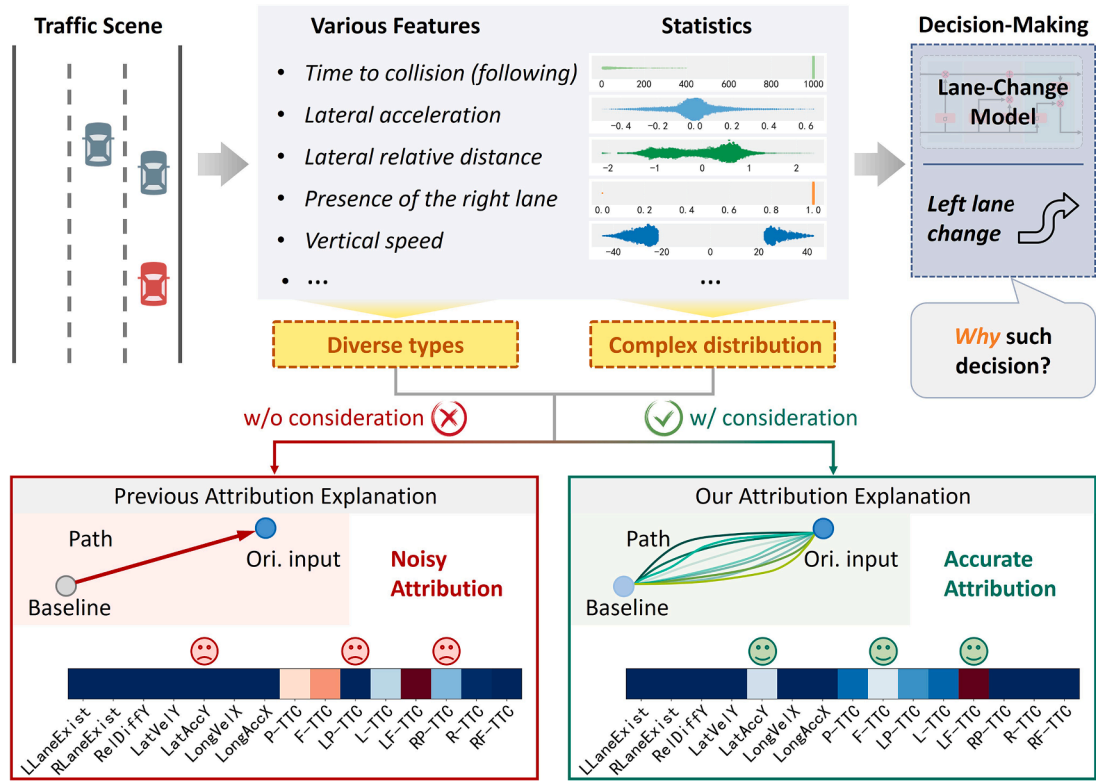 Traffic Scene
Various Features
Statistics
Decision-Making
• Time to collision (following)
0 200 400 600 800 1000
• Lateral acceleration
−0.4 −0.2 0.0 0.2 0.4 0.6
• Lateral relative distance
−2 −1 0 1 2
• Presence of the right lane
0.0 0.2 0.4 0.6 0.8 1.0
• Vertical speed
−40 −20 0 20 40
• ...
...
Lane-Change
Model
Left lane
change
Diverse types
Complex distribution
Why such
decision?
w/o consideration
w/ consideration
Previous Attribution Explanation
Path
Ori. input
Baseline
Noisy
Attribution
LLaneExist
RLaneExist
RelDiffY
LatVelY
LatAccY
LongVelX
LongAccX
P-TTC
F-TTC
LP-TTC
L-TTC
LF-TTC
RP-TTC
R-TTC
RF-TTC
Our Attribution Explanation
Path
Ori. input
Baseline
Accurate
Attribution
LLaneExist
RLaneExist
RelDiffY
LatVelY
LatAccY
LongVelX
LongAccX
P-TTC
F-TTC
LP-TTC
L-TTC
LF-TTC
RP-TTC
R-TTC
RF-TTC